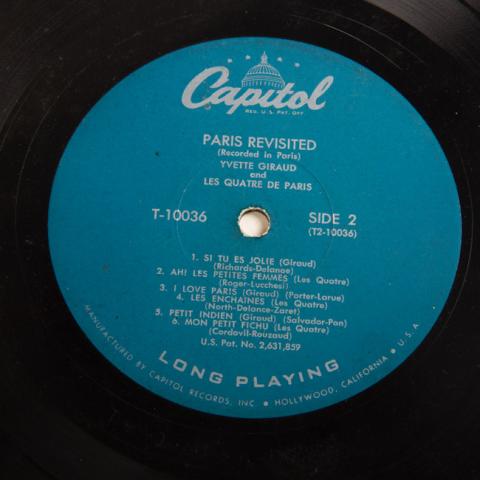 Capitol
REG. U.S. PAT. OFF.
PARIS REVISITED
(Recorded in Paris)
YVETTE GIRAUD
and
LES QUATRE DE PARIS
T-10036
SIDE 2
(T2-10036)
1. SI TU ES JOLIE (Giraud)
(Richards-Delanoe)
2. AH! LES PETITES FEMMES (Les Quatre)
(Roger-Lucchesi)
3. I LOVE PARIS (Giraud) (Porter-Larue)
4. LES ENCHAÎNES (Les Quatre)
(North-Delance-Zaret)
5. PETIT INDIEN (Giraud) (Salvador-Pan)
6. MON PETIT FICHU (Les Quatre)
(Cordovil-Rouzaud)
U.S. Pat. No. 2,631,859
LONG PLAYING
MANUFACTURED BY CAPITOL RECORDS, INC. • HOLLYWOOD, CALIFORNIA • U.S.A.